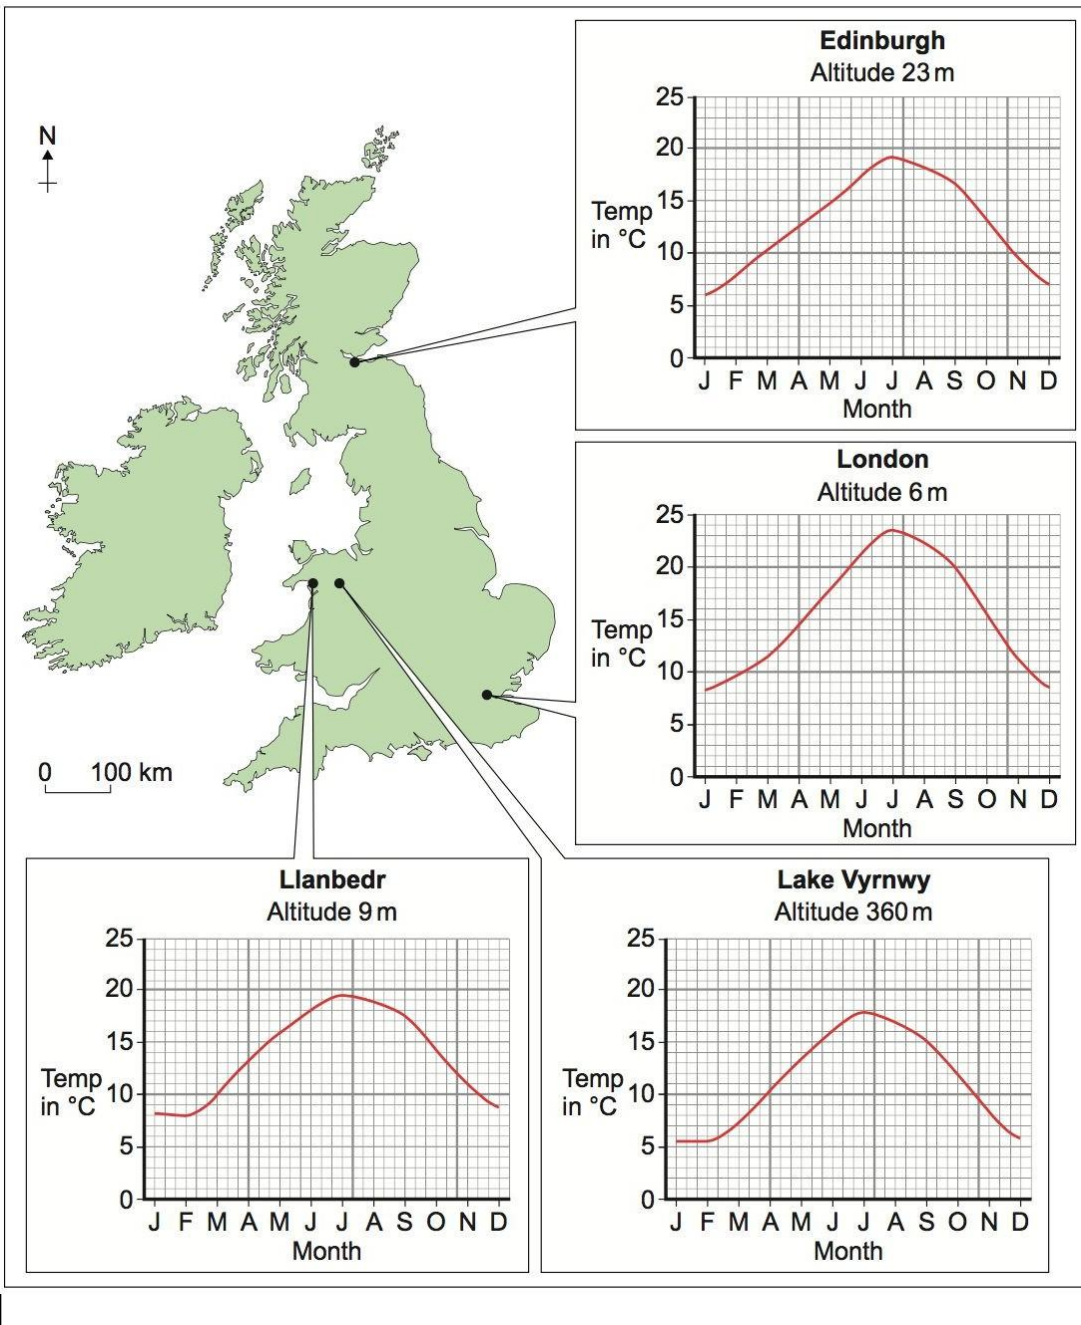 N
0 100 km
Edinburgh
Altitude 23 m
25
20
15
10
5
0
Temp
in °C
J F M A M J J A S O N D
Month
London
Altitude 6 m
25
20
15
10
5
0
Temp
in °C
J F M A M J J A S O N D
Month
Llanbedr
Altitude 9 m
25
20
15
10
5
0
Temp
in °C
J F M A M J J A S O N D
Month
Lake Vyrnwy
Altitude 360 m
25
20
15
10
5
0
Temp
in °C
J F M A M J J A S O N D
Month